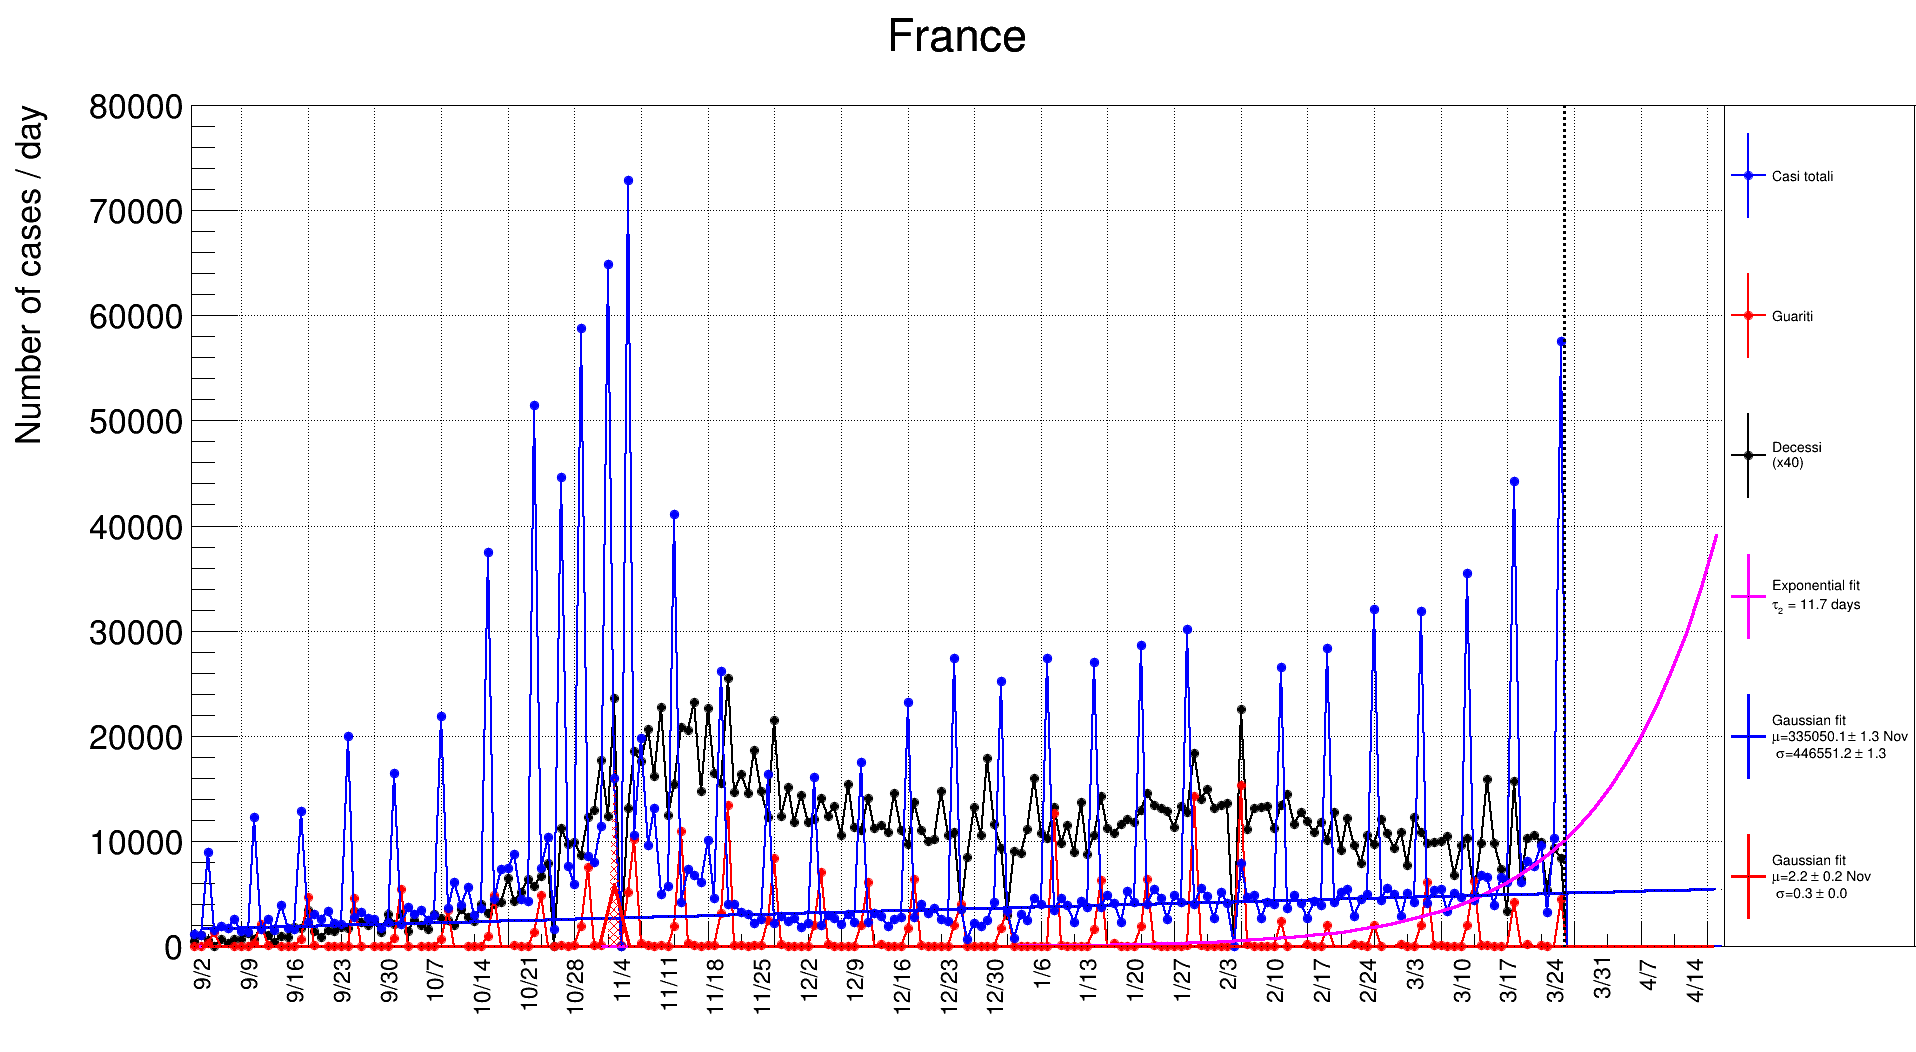 France
Number of cases / day
80000
70000
60000
50000
40000
30000
20000
10000
0
9/2 9/9 9/16 9/23 9/30 10/7 10/14 10/21 10/28 11/4 11/11 11/18 11/25 12/2 12/9 12/16 12/23 12/30 1/6 1/13 1/20 1/27 2/3 2/10 2/17 2/24 3/3 3/10 3/17 3/24 3/31 4/7 4/14
Casi totali
Guariti
Decessi
(x40)
Exponential fit
τ2 = 11.7 days
Gaussian fit
μ=335050.1± 1.3 Nov
σ=446551.2± 1.3
Gaussian fit
μ=2.2± 0.2 Nov
σ=0.3± 0.0